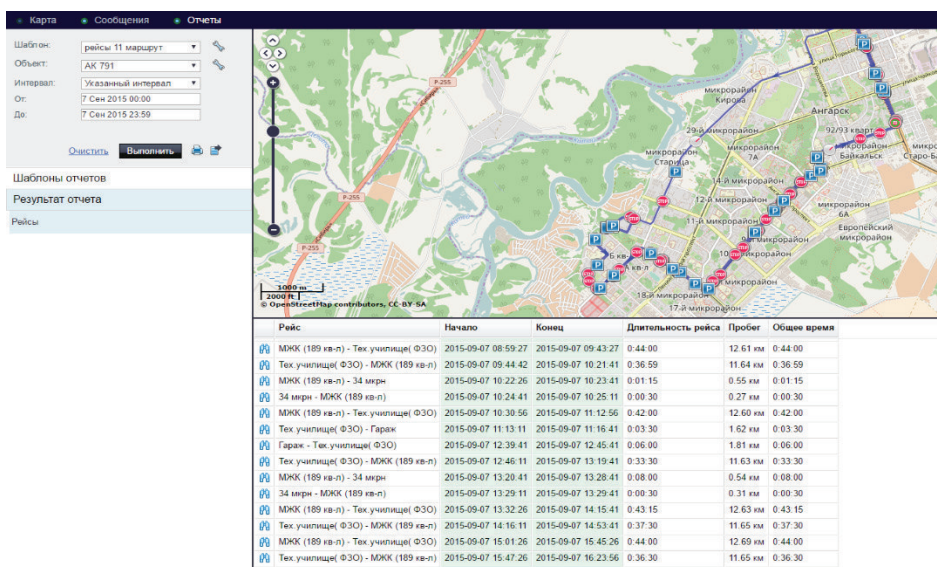 Карта Сообщения Отчеты
Шаблон: рейсы 11 маршрут
Объект: АК 791
Интервал: Указанный интервал
От: 7 Сен 2015 00:00
До: 7 Сен 2015 23:59
Очистить Выполнить
Шаблоны отчетов
Результат отчета
Рейсы
P-255
микрорайон
Кирова
Ангарск
29-й микрорайон
92/93 кварт
микрорайон
Байкальск
микрорайон
7А
микрорайон
Старица
14-й микрорайон
12-й микрорайон
P-255
микрорайон
6А
11-й микрорайон
Европейский
микрорайон
P-255
18-й микрорайон
17-й микрорайон
1000 m
2000 ft
© OpenStreetMap contributors, CC-BY-SA
Рейс Начало Конец Длительность рейса Пробег Общее время
МЖК (189 кв-л) - Тех.училище( ФЗО) 2015-09-07 08:59:27 2015-09-07 09:43:27 0:44:00 12.61 км 0:44:00
Тех.училище( ФЗО) - МЖК (189 кв-л) 2015-09-07 09:44:42 2015-09-07 10:21:41 0:36:59 11.64 км 0:36:59
МЖК (189 кв-л) - 34 мкрн 2015-09-07 10:22:26 2015-09-07 10:23:41 0:01:15 0.55 км 0:01:15
34 мкрн - МЖК (189 кв-л) 2015-09-07 10:24:41 2015-09-07 10:25:11 0:00:30 0.27 км 0:00:30
МЖК (189 кв-л) - Тех.училище( ФЗО) 2015-09-07 10:30:56 2015-09-07 11:12:56 0:42:00 12.60 км 0:42:00
Тех.училище( ФЗО) - Гараж 2015-09-07 11:13:11 2015-09-07 11:16:41 0:03:30 1.62 км 0:03:30
Гараж - Тех.училище( ФЗО) 2015-09-07 12:39:41 2015-09-07 12:45:41 0:06:00 1.81 км 0:06:00
Тех.училище( ФЗО) - МЖК (189 кв-л) 2015-09-07 12:46:11 2015-09-07 13:19:41 0:33:30 11.63 км 0:33:30
МЖК (189 кв-л) - 34 мкрн 2015-09-07 13:20:41 2015-09-07 13:28:41 0:08:00 0.54 км 0:08:00
34 мкрн - МЖК (189 кв-л) 2015-09-07 13:29:11 2015-09-07 13:29:41 0:00:30 0.31 км 0:00:30
МЖК (189 кв-л) - Тех.училище( ФЗО) 2015-09-07 13:32:26 2015-09-07 14:15:41 0:43:15 12.63 км 0:43:15
Тех.училище( ФЗО) - МЖК (189 кв-л) 2015-09-07 14:16:11 2015-09-07 14:53:41 0:37:30 11.65 км 0:37:30
МЖК (189 кв-л) - Тех.училище( ФЗО) 2015-09-07 15:01:26 2015-09-07 15:45:26 0:44:00 12.69 км 0:44:00
Тех.училище( ФЗО) - МЖК (189 кв-л) 2015-09-07 15:47:26 2015-09-07 16:23:56 0:36:30 11.65 км 0:36:30